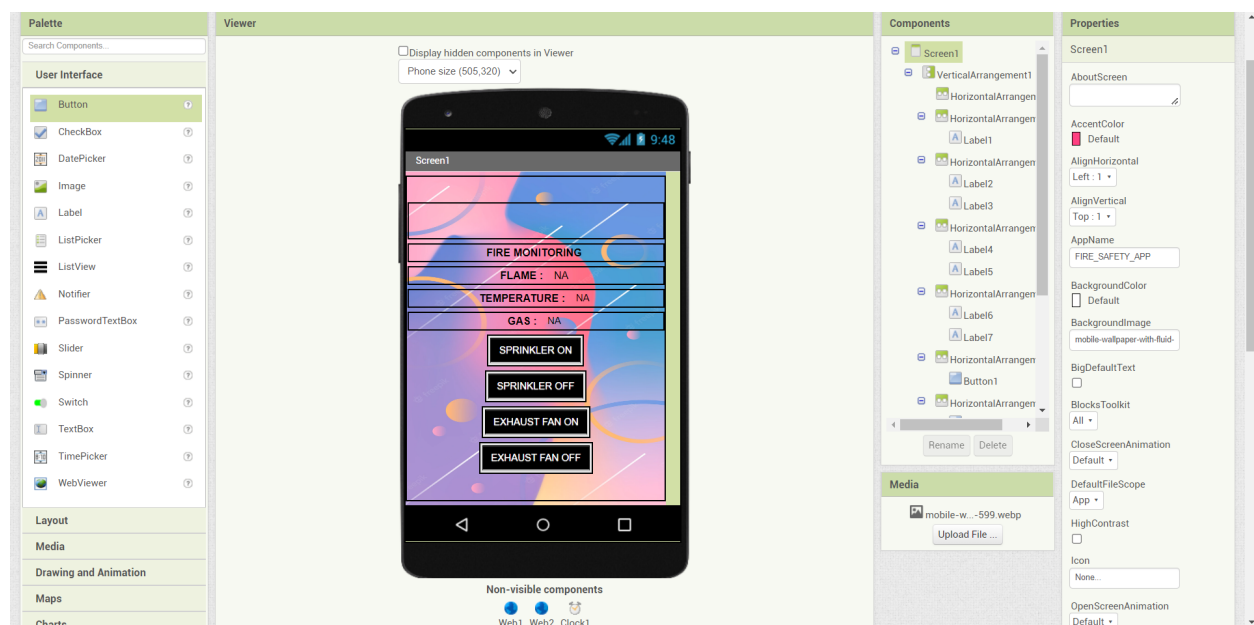 Palette
Search Components...
User Interface
Button
CheckBox
DatePicker
Image
Label
ListPicker
ListView
Notifier
PasswordTextBox
Slider
Spinner
Switch
TextBox
TimePicker
WebViewer
Layout
Media
Drawing and Animation
Maps
Charts
Viewer
Display hidden components in Viewer
Phone size (505,320)
9:48
Screen1
FIRE MONITORING
FLAME : NA
TEMPERATURE : NA
GAS : NA
SPRINKLER ON
SPRINKLER OFF
EXHAUST FAN ON
EXHAUST FAN OFF
Non-visible components
Web1 Web2 Clock1
Components
Screen1
VerticalArrangement1
HorizontalArrangen
HorizontalArrangen
Label1
HorizontalArrangen
Label2
Label3
HorizontalArrangen
Label4
Label5
HorizontalArrangen
Label6
Label7
HorizontalArrangen
Button1
HorizontalArrangen
Rename Delete
Media
mobile-w...-599.webp
Upload File ...
Properties
Screen1
AboutScreen
AccentColor
Default
AlignHorizontal
Left : 1
AlignVertical
Top : 1
AppName
FIRE_SAFETY_APP
BackgroundColor
Default
BackgroundImage
mobile-wallpaper-with-fluid-
BigDefaultText
BlocksToolkit
All
CloseScreenAnimation
Default
DefaultFileScope
App
HighContrast
Icon
None...
OpenScreenAnimation
Default